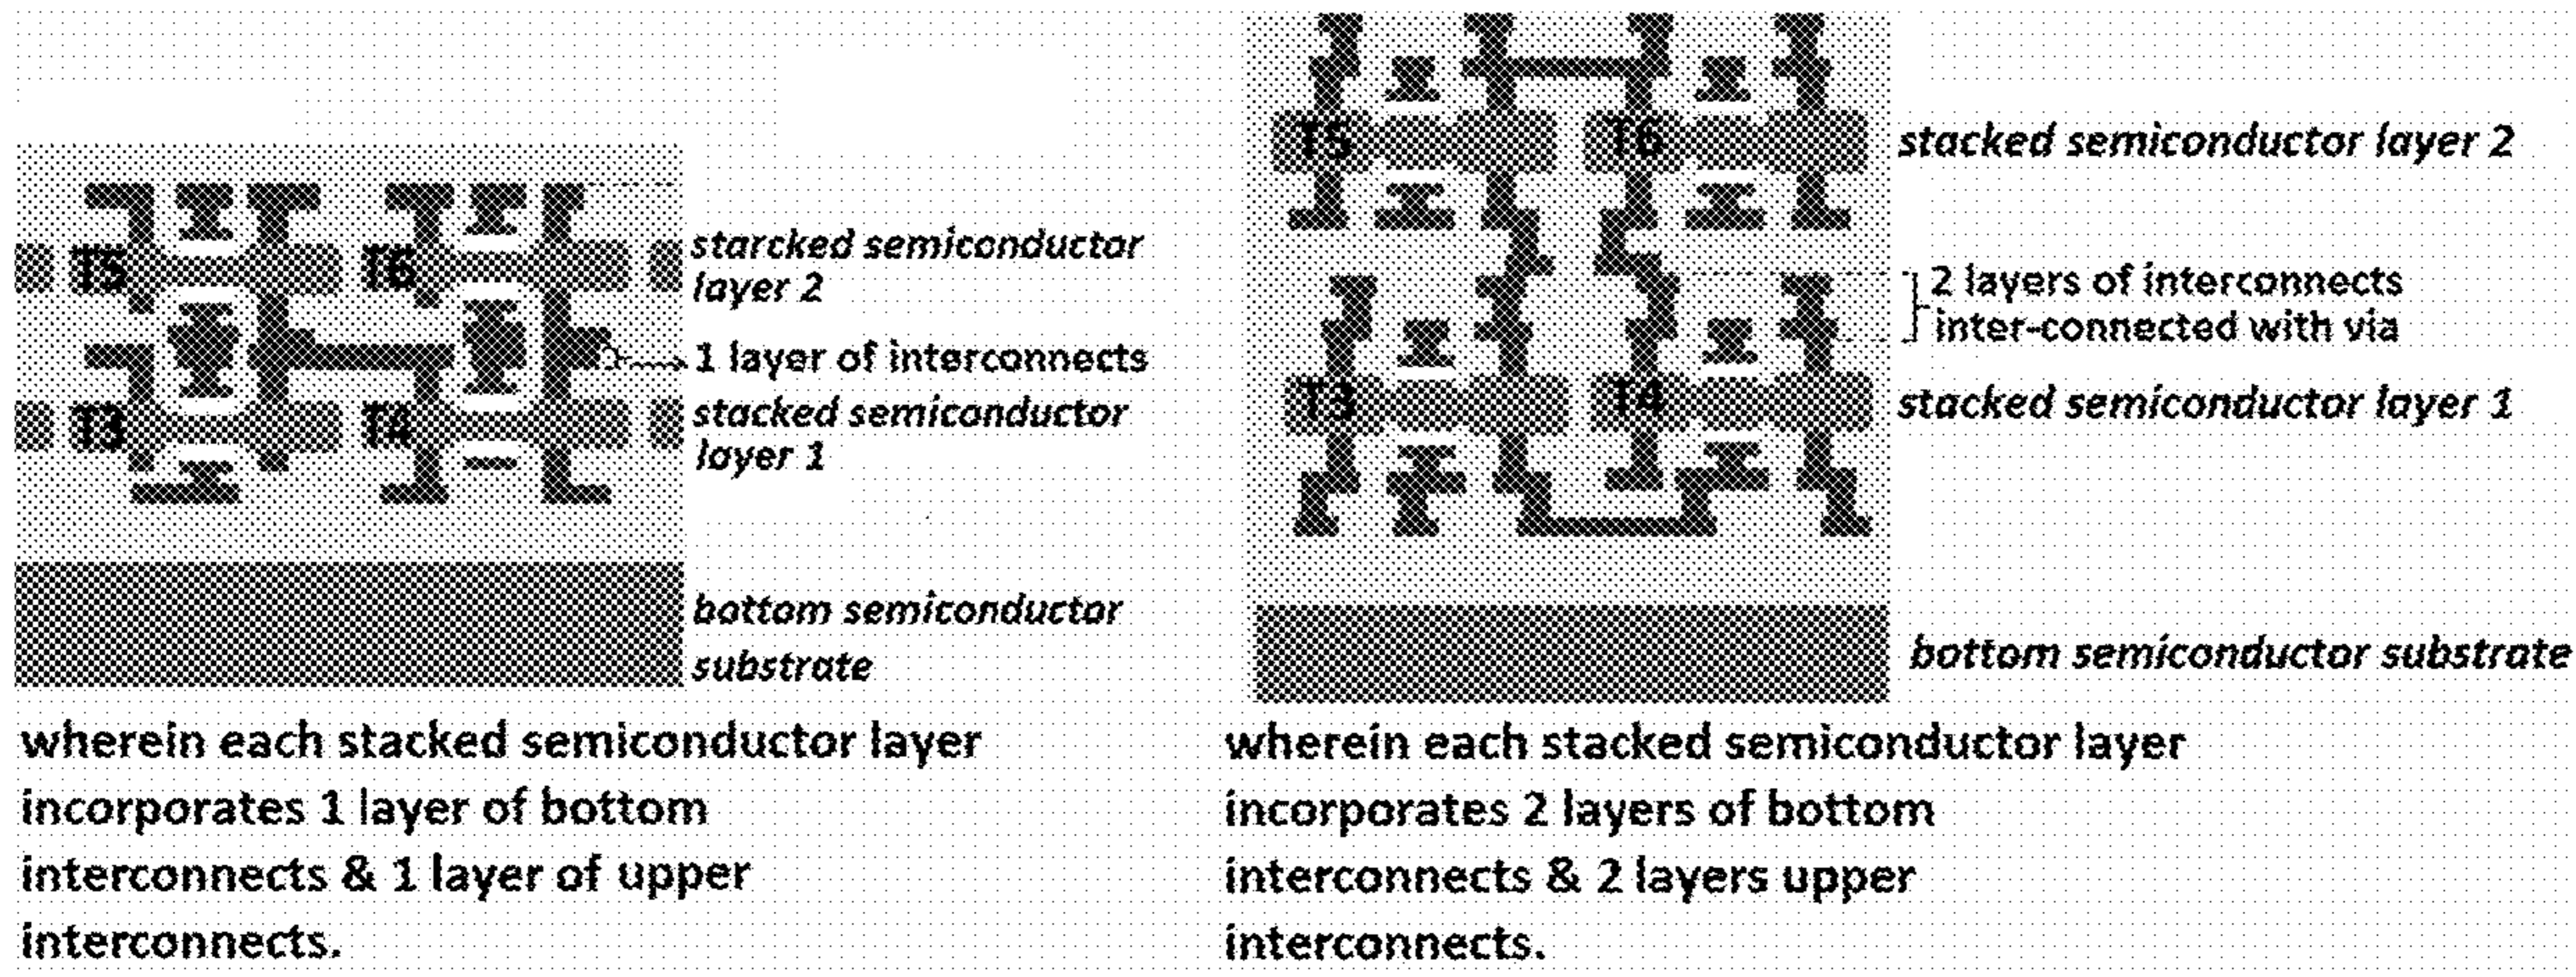 T5
T6
starcked semiconductor
layer 2
1 layer of interconnects
T3
T4
stacked semiconductor
layer 1
bottom semiconductor
substrate
wherein each stacked semiconductor layer
incorporates 1 layer of bottom
interconnects & 1 layer of upper
interconnects.
T5
T6
stacked semiconductor layer 2
2 layers of interconnects
inter-connected with via
T3
T4
stacked semiconductor layer 1
bottom semiconductor substrate
wherein each stacked semiconductor layer
incorporates 2 layers of bottom
interconnects & 2 layers upper
interconnects.